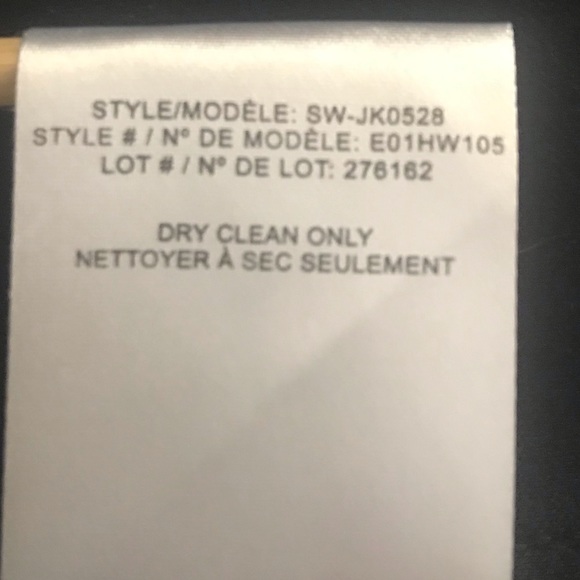 STYLE/MODÈLE: SW-JK0528
STYLE # / Nº DE MODÈLE: E01HW105
LOT # / Nº DE LOT: 276162
DRY CLEAN ONLY
NETTOYER À SEC SEULEMENT